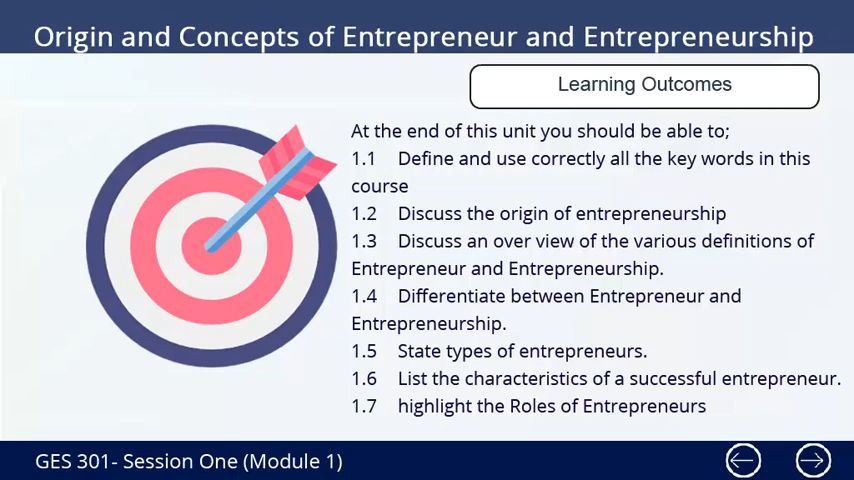 Origin and Concepts of Entrepreneur and Entrepreneurship
Learning Outcomes
At the end of this unit you should be able to;
1.1 Define and use correctly all the key words in this
course
1.2 Discuss the origin of entrepreneurship
1.3 Discuss an over view of the various definitions of
Entrepreneur and Entrepreneurship.
1.4 Differentiate between Entrepreneur and
Entrepreneurship.
1.5 State types of entrepreneurs.
1.6 List the characteristics of a successful entrepreneur.
1.7 highlight the Roles of Entrepreneurs
GES 301- Session One (Module 1)